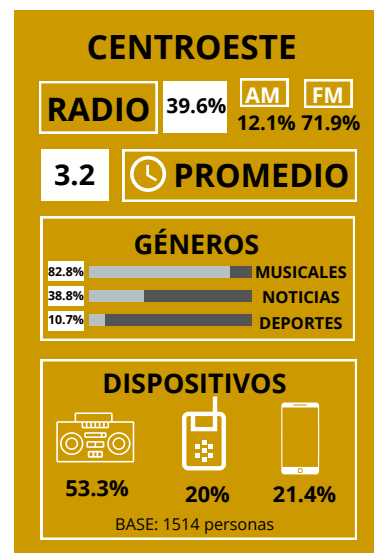 CENTROESTE
RADIO 39.6% AM FM
12.1% 71.9%
3.2 PROMEDIO
GÉNEROS
82.8% MUSICALES
38.8% NOTICIAS
10.7% DEPORTES
DISPOSITIVOS
53.3% 20% 21.4%
BASE: 1514 personas